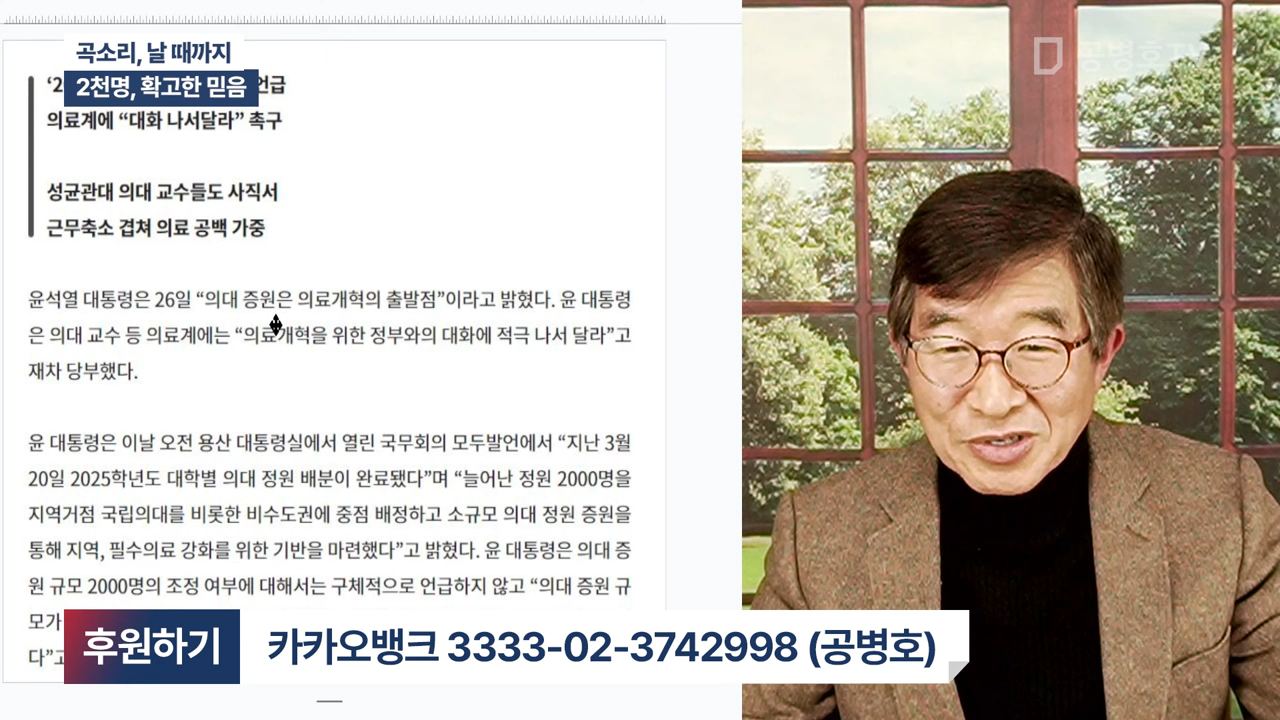 곡소리, 날 때까지
2천명, 확고한 믿음
‘2
언급
의료계에 “대화 나서달라” 촉구
성균관대 의대 교수들도 사직서
근무축소 겹쳐 의료 공백 가중
윤석열 대통령은 26일 “의대 증원은 의료개혁의 출발점”이라고 밝혔다. 윤 대통령
은 의대 교수 등 의료계에는 “의료개혁을 위한 정부와의 대화에 적극 나서 달라”고
재차 당부했다.
윤 대통령은 이날 오전 용산 대통령실에서 열린 국무회의 모두발언에서 “지난 3월
20일 2025학년도 대학별 의대 정원 배분이 완료됐다”며 “늘어난 정원 2000명을
지역거점 국립의대를 비롯한 비수도권에 중점 배정하고 소규모 의대 정원 증원을
통해 지역, 필수의료 강화를 위한 기반을 마련했다”고 밝혔다. 윤 대통령은 의대 증
원 규모 2000명의 조정 여부에 대해서는 구체적으로 언급하지 않고 “의대 증원 규
모가
다”고
후원하기
카카오뱅크 3333-02-3742998 (공병호)
공병호TV